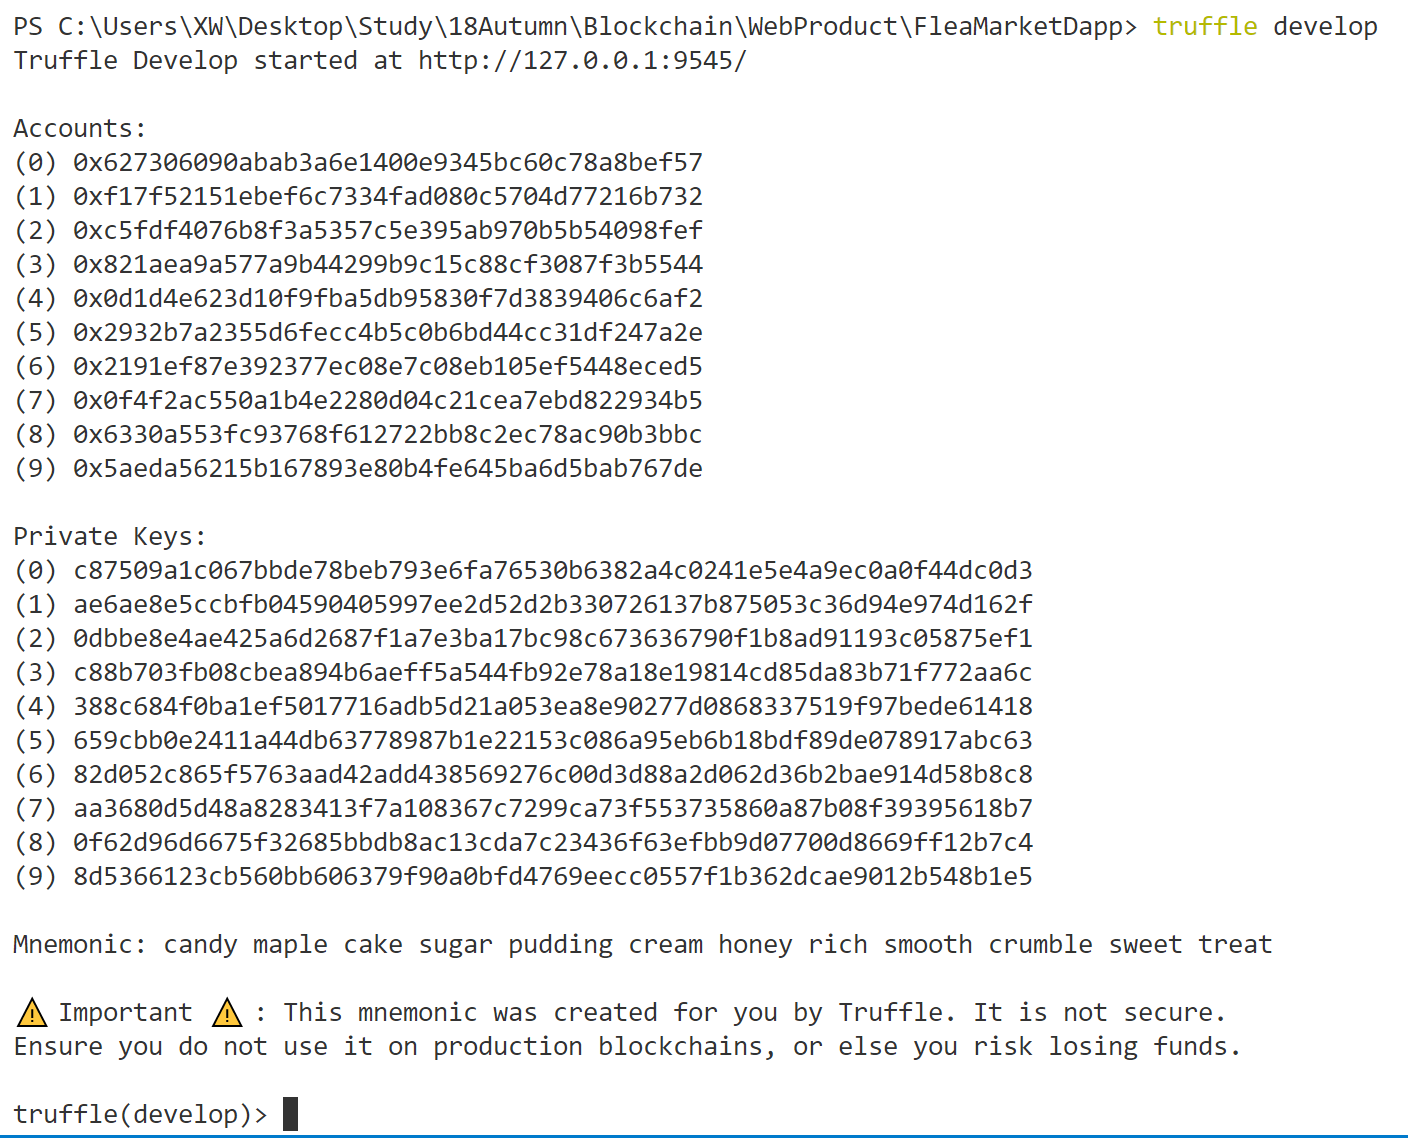 PS C:\Users\XW\Desktop\Study\18Autumn\Blockchain\WebProduct\FleaMarketDapp> truffle develop
Truffle Develop started at http://127.0.0.1:9545/
Accounts:
(0) 0x627306090abab3a6e1400e9345bc60c78a8bef57
(1) 0xf17f52151ebef6c7334fad080c5704d77216b732
(2) 0xc5fdf4076b8f3a5357c5e395ab970b5b54098fef
(3) 0x821aea9a577a9b44299b9c15c88cf3087f3b5544
(4) 0x0d1d4e623d10f9fba5db95830f7d3839406c6af2
(5) 0x2932b7a2355d6fecc4b5c0b6bd44cc31df247a2e
(6) 0x2191ef87e392377ec08e7c08eb105ef5448eced5
(7) 0x0f4f2ac550a1b4e2280d04c21cea7ebd822934b5
(8) 0x6330a553fc93768f612722bb8c2ec78ac90b3bbc
(9) 0x5aeda56215b167893e80b4fe645ba6d5bab767de
Private Keys:
(0) c87509a1c067bbde78beb793e6fa76530b6382a4c0241e5e4a9ec0a0f44dc0d3
(1) ae6ae8e5ccbfb04590405997ee2d52d2b330726137b875053c36d94e974d162f
(2) 0dbbe8e4ae425a6d2687f1a7e3ba17bc98c673636790f1b8ad91193c05875ef1
(3) c88b703fb08cbea894b6aeff5a544fb92e78a18e19814cd85da83b71f772aa6c
(4) 388c684f0ba1ef5017716adb5d21a053ea8e90277d0868337519f97bede61418
(5) 659cbb0e2411a44db63778987b1e22153c086a95eb6b18bdf89de078917abc63
(6) 82d052c865f5763aad42add438569276c00d3d88a2d062d36b2bae914d58b8c8
(7) aa3680d5d48a8283413f7a108367c7299ca73f553735860a87b08f39395618b7
(8) 0f62d96d6675f32685bbdb8ac13cda7c23436f63efbb9d07700d8669ff12b7c4
(9) 8d5366123cb560bb606379f90a0bfd4769eecc0557f1b362dcae9012b548b1e5
Mnemonic: candy maple cake sugar pudding cream honey rich smooth crumble sweet treat
⚠ Important ⚠ : This mnemonic was created for you by Truffle. It is not secure.
Ensure you do not use it on production blockchains, or else you risk losing funds.
truffle(develop)>